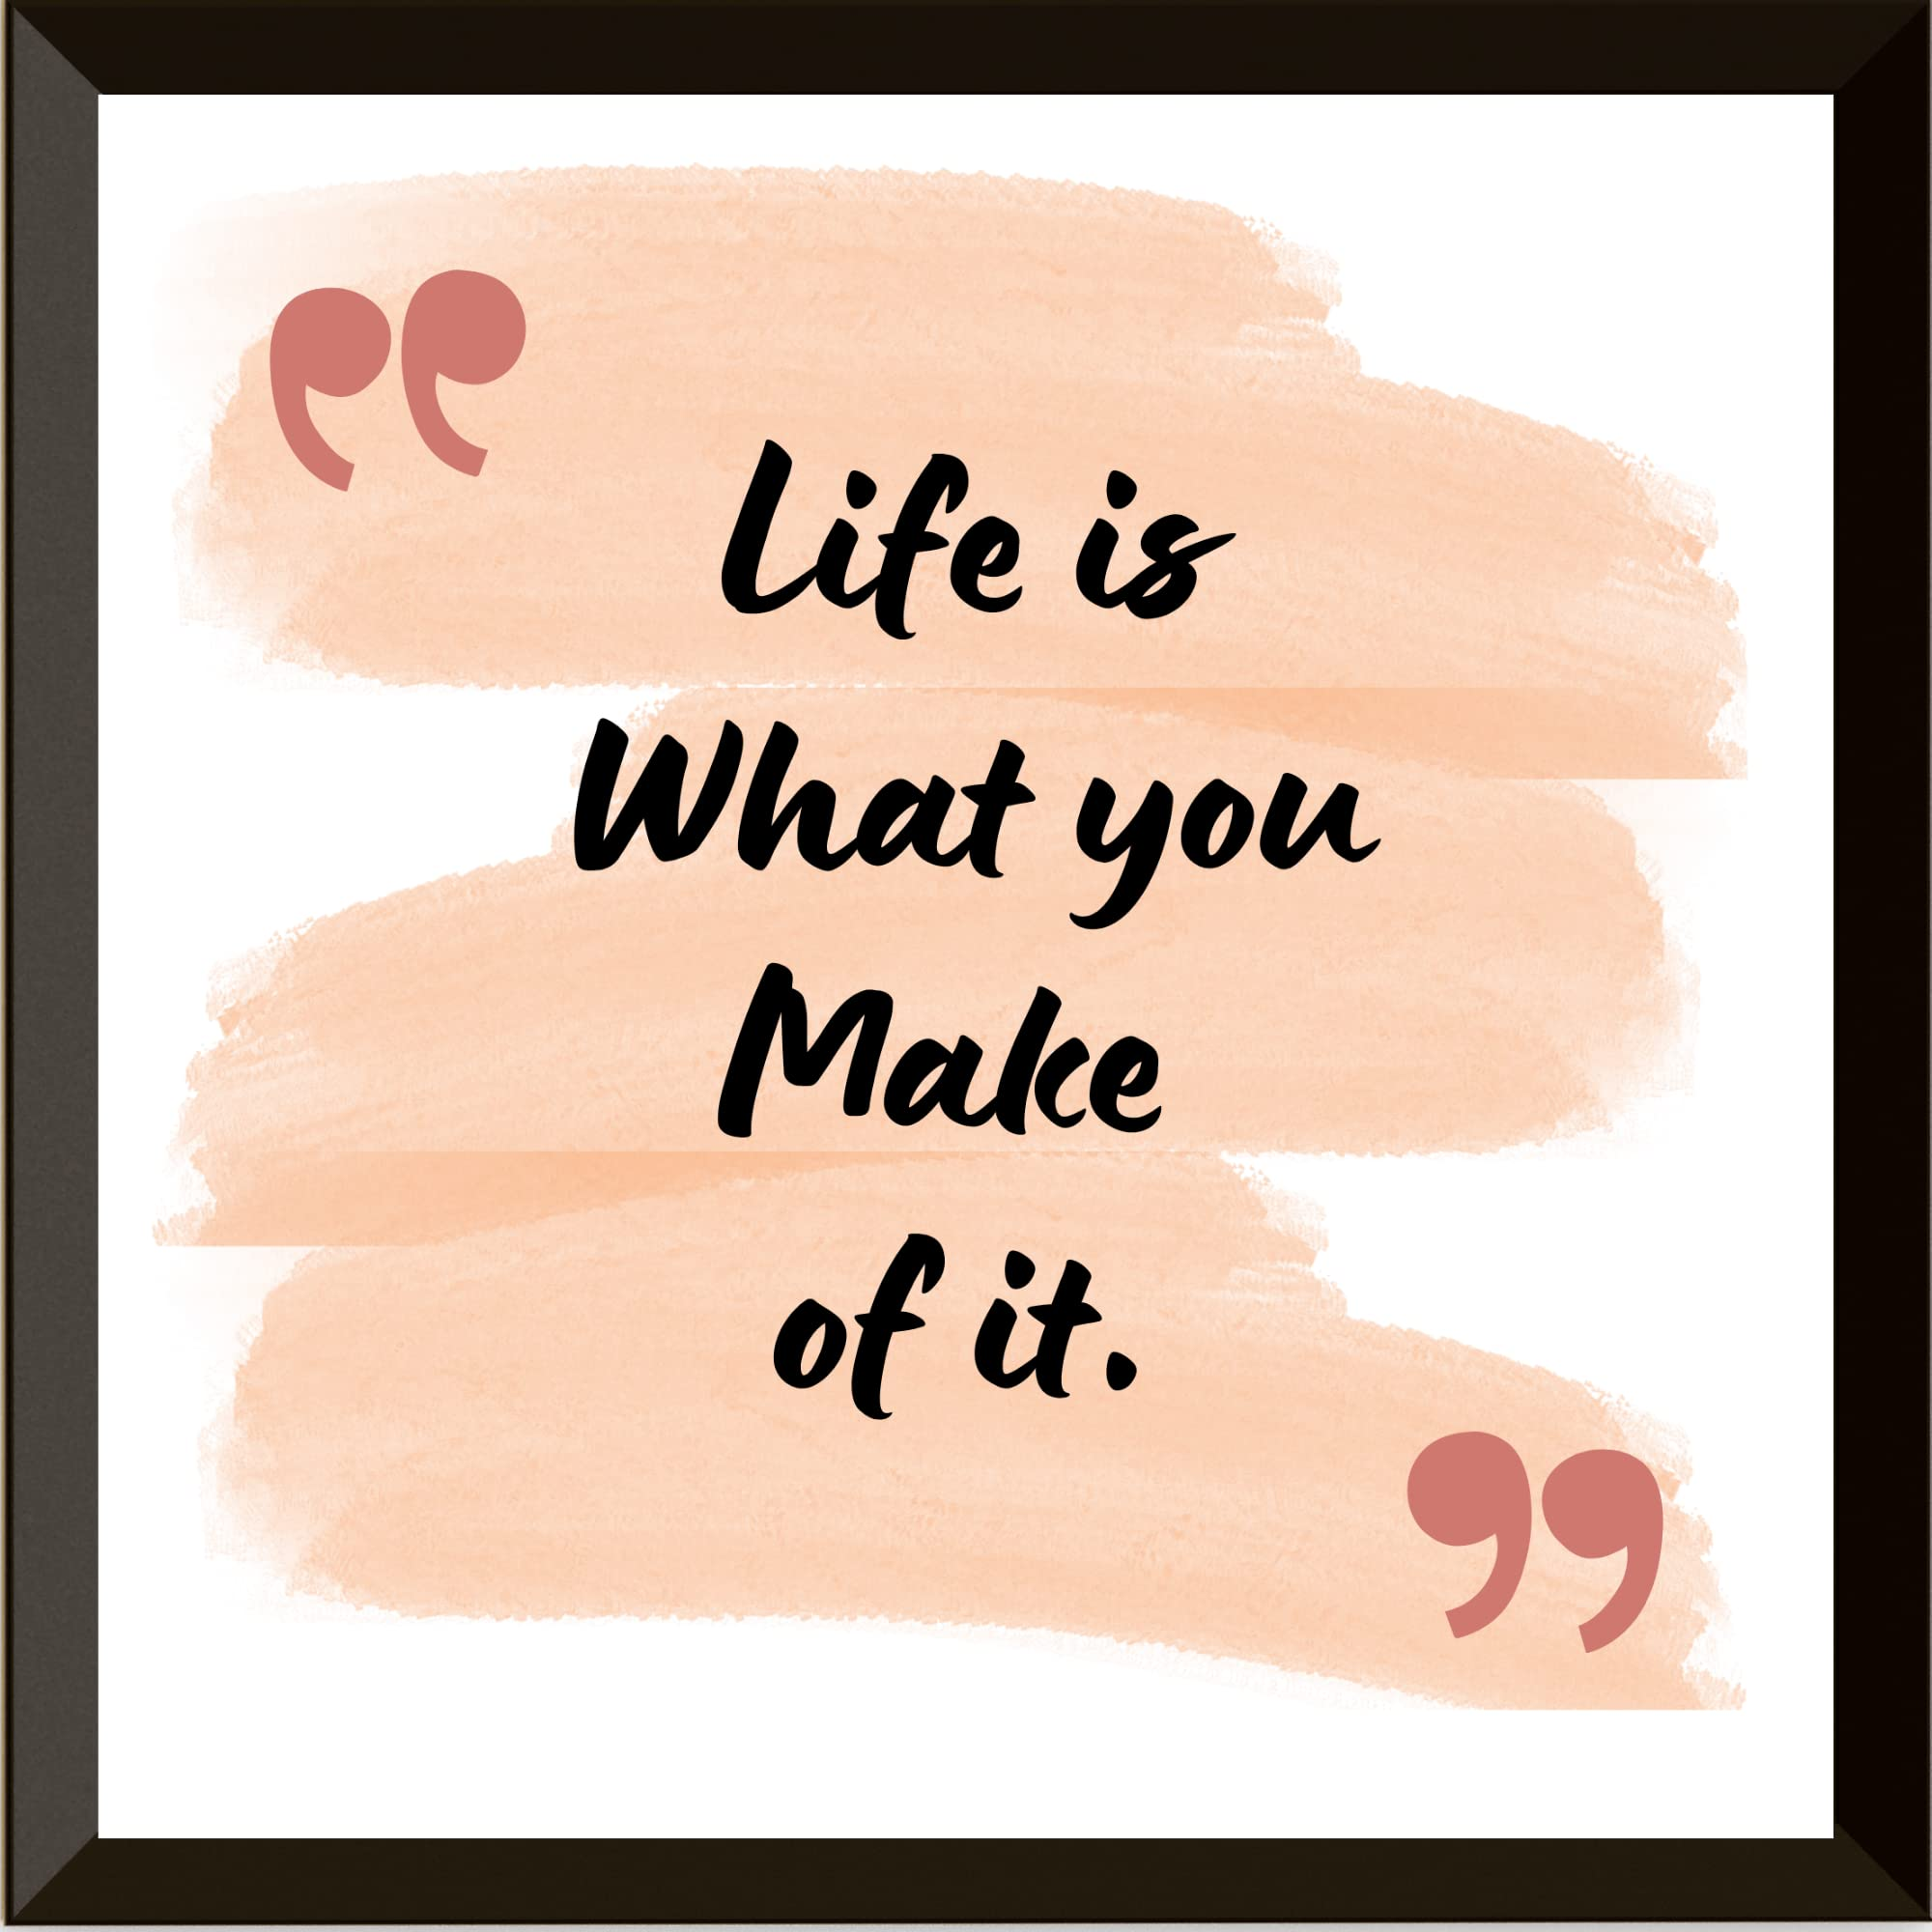 “
Life is
What you
Make
of it.
”